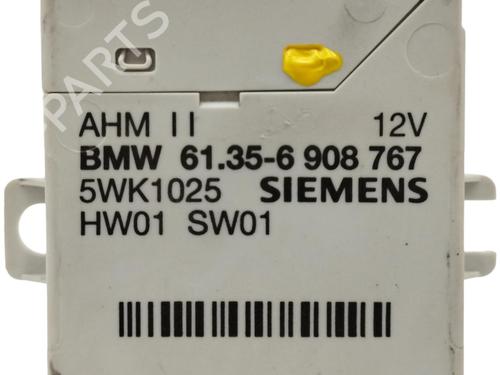 PARTS
AHM II 12V
BMW 61.35-6 908 767
5WK1025 SIEMENS
HW01 SW01